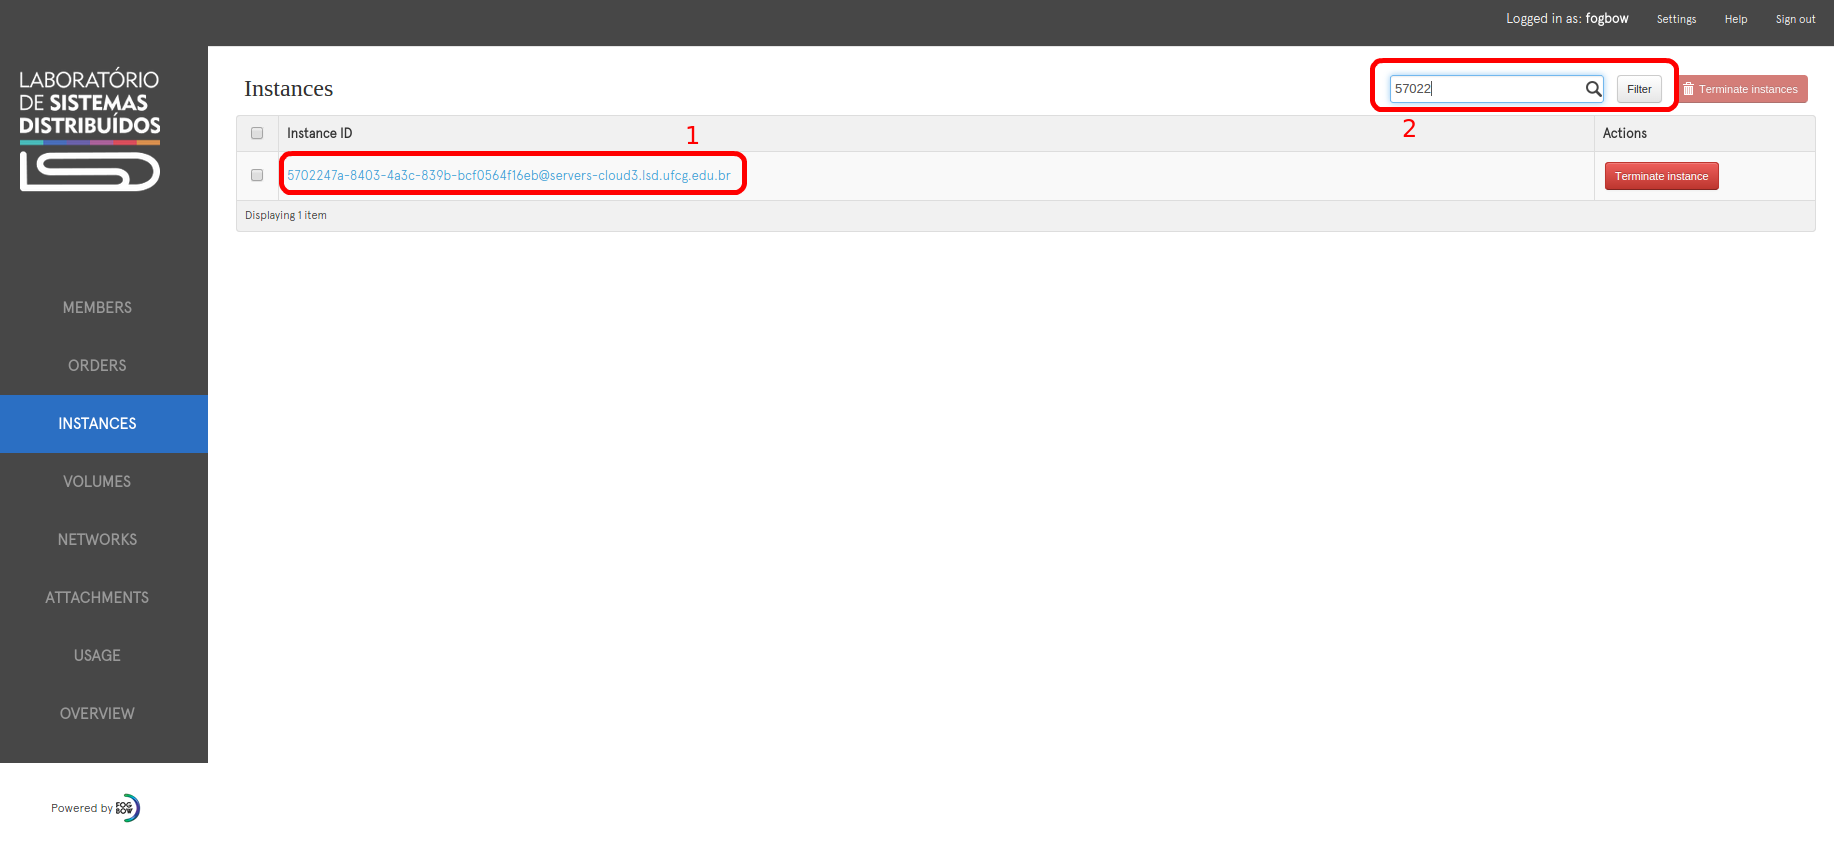 Logged in as: fogbow Settings Help Sign out
LABORATÓRIO
DE SISTEMAS
DISTRIBUÍDOS
Instances
57022 Filter Terminate instances
1
2
Instance ID Actions
5702247a-8403-4a3c-839b-bcf0564f16eb@servers-cloud3.lsd.ufcg.edu.br Terminate instance
Displaying 1 item
MEMBERS
ORDERS
INSTANCES
VOLUMES
NETWORKS
ATTACHMENTS
USAGE
OVERVIEW
Powered by FOG
BOW